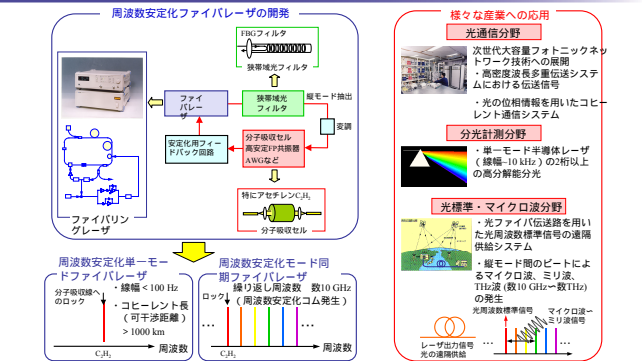 周波数安定化ファイバレーザの開発
FBGフィルタ
狭帯域光フィルタ
ファイ
バレー
ザ
狭帯域光
フィルタ
縦モード抽出
変調
安定化用フィー
ドバック回路
分子吸収セル
高安定FP共振器
AWGなど
特にアセチレンC₂H₂
分子吸収セル
ファイバリン
グレーザ
周波数安定化単一モー
ドファイバレーザ
分子吸収線へ
のロック
・線幅 < 100 Hz
・コヒーレント長
(可干渉距離)
> 1000 km
C₂H₂
周波数
周波数安定化モード同
期ファイバレーザ
繰り返し周波数 数10 GHz
(周波数安定化コム発生)
ロック
…
…
C₂H₂
周波数
様々な産業への応用
光通信分野
次世代大容量フォトニックネッ
トワーク技術への展開
・高密度波長多重伝送システ
ムにおける伝送信号
・光の位相情報を用いたコヒー
レント通信システム
分光計測分野
・単一モード半導体レーザ
(線幅~10 kHz)の2桁以上
の高分解能分光
光標準・マイクロ波分野
・光ファイバ伝送路を用い
た光周波数標準信号の遠隔
供給システム
・縦モード間のビートによ
るマイクロ波、ミリ波、
THz波(数10GHz〜数THz)
の発生
光周波数標準信号
マイクロ波〜
ミリ波信号
レーザ出力信号
光の遠隔供給
…
…